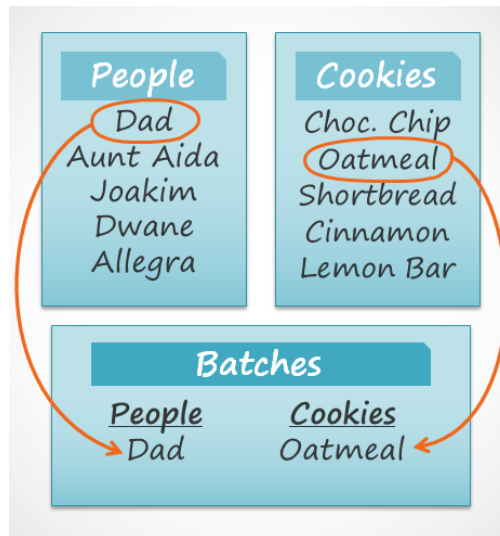 People
Dad
Aunt Aida
Joakim
Dwane
Allegra
Cookies
Choc. Chip
Oatmeal
Shortbread
Cinnamon
Lemon Bar
Batches
People Cookies
Dad Oatmeal